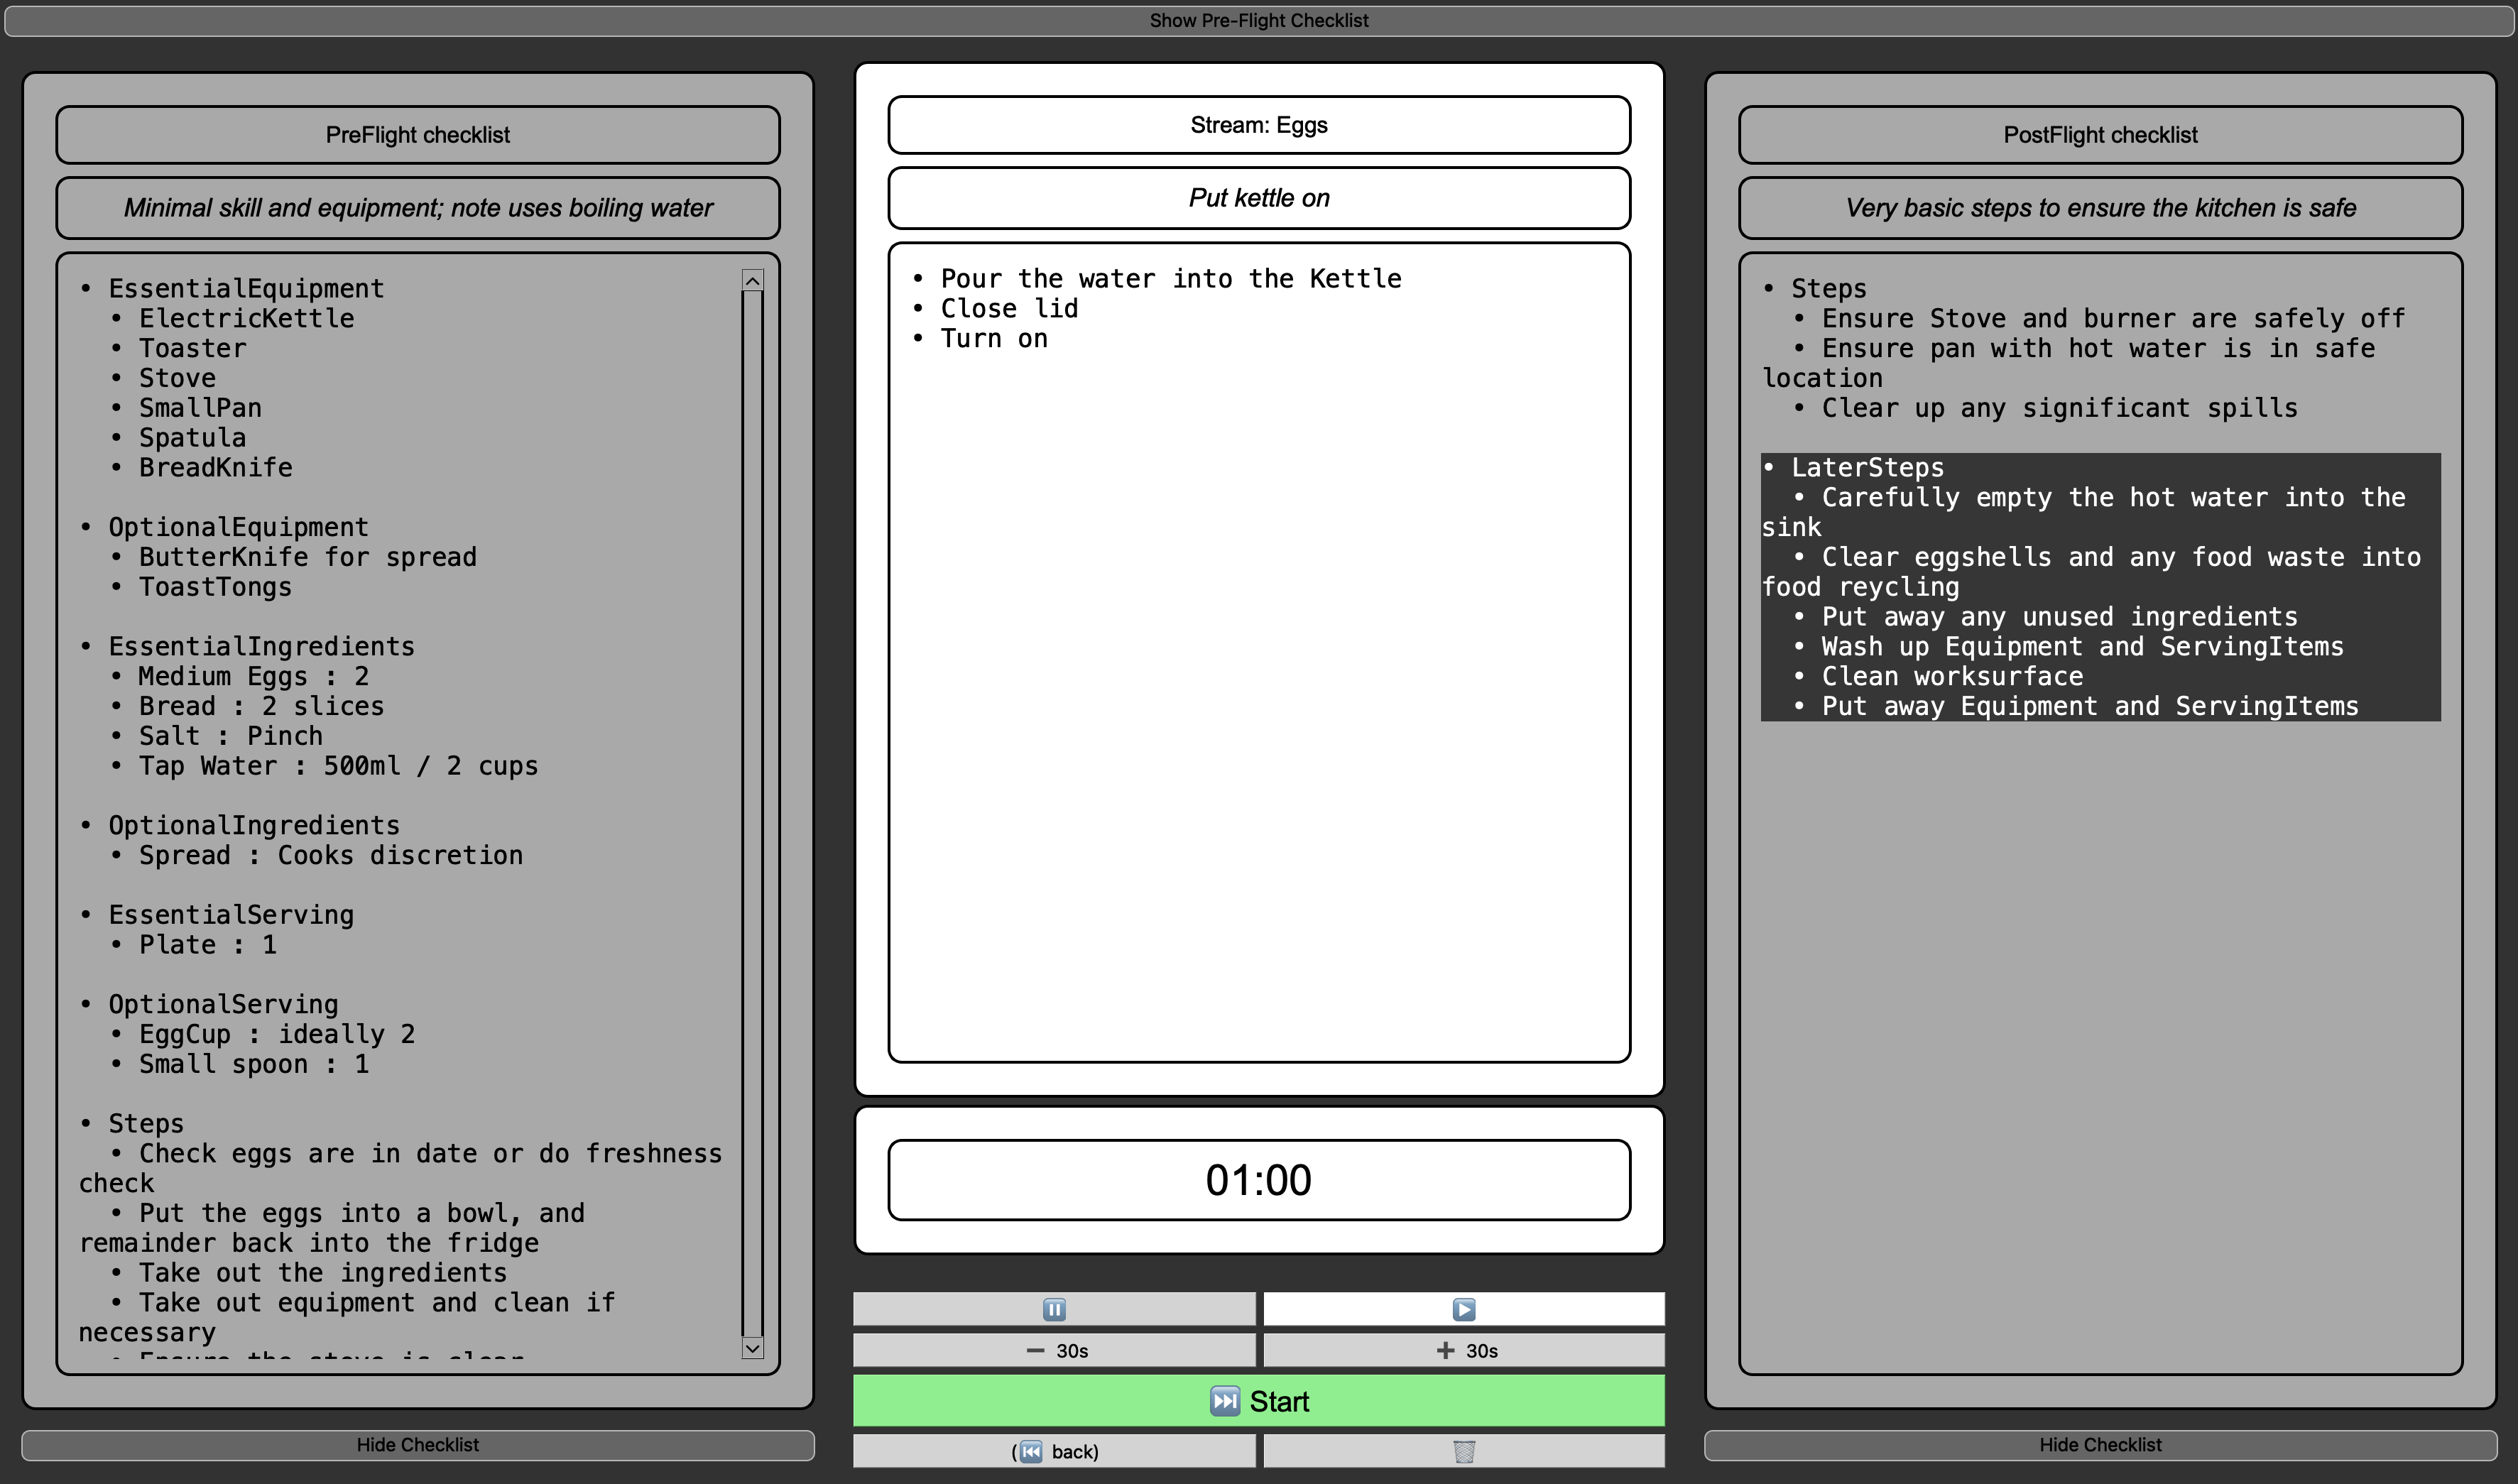 Show Pre-Flight Checklist
PreFlight checklist
Minimal skill and equipment; note uses boiling water
• EssentialEquipment
• ElectricKettle
• Toaster
• Stove
• SmallPan
• Spatula
• BreadKnife
• OptionalEquipment
• ButterKnife for spread
• ToastTongs
• EssentialIngredients
• Medium Eggs : 2
• Bread : 2 slices
• Salt : Pinch
• Tap Water : 500ml / 2 cups
• OptionalIngredients
• Spread : Cooks discretion
• EssentialServing
• Plate : 1
• OptionalServing
• EggCup : ideally 2
• Small spoon : 1
• Steps
• Check eggs are in date or do freshness
check
• Put the eggs into a bowl, and
remainder back into the fridge
• Take out the ingredients
• Take out equipment and clean if
necessary
• Ensure the stove is clear
Hide Checklist
Stream: Eggs
Put kettle on
• Pour the water into the Kettle
• Close lid
• Turn on
01:00
30s
30s
Start
( back)
PostFlight checklist
Very basic steps to ensure the kitchen is safe
• Steps
• Ensure Stove and burner are safely off
• Ensure pan with hot water is in safe
location
• Clear up any significant spills
• LaterSteps
• Carefully empty the hot water into the
sink
• Clear eggshells and any food waste into
food reycling
• Put away any unused ingredients
• Wash up Equipment and ServingItems
• Clean worksurface
• Put away Equipment and ServingItems
Hide Checklist